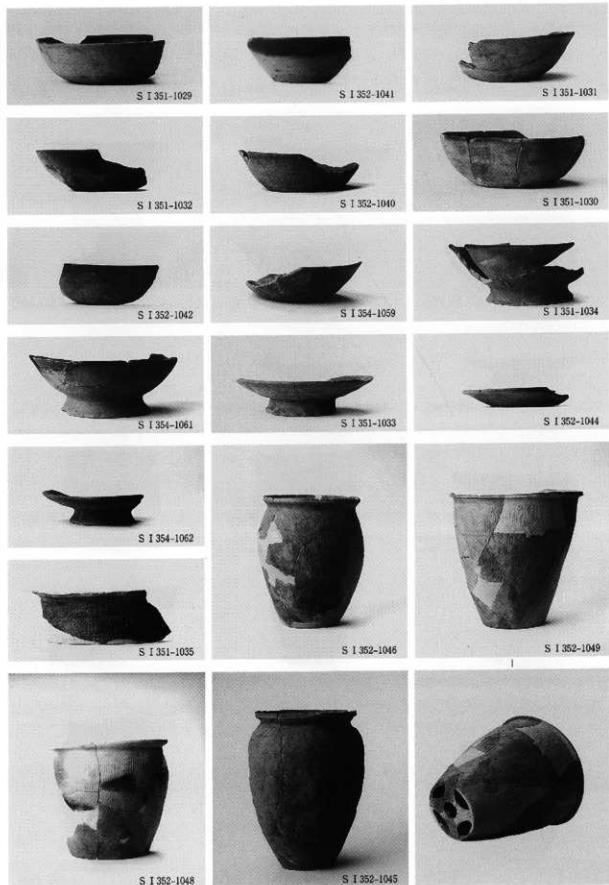 S I 351-1029
S I 352-1041
S I 351-1031
S I 351-1032
S I 352-1040
S I 351-1030
S I 352-1042
S I 354-1059
S I 351-1034
S I 354-1061
S I 351-1033
S I 352-1044
S I 354-1062
S I 351-1035
S I 352-1046
S I 352-1049
S I 352-1048
S I 352-1045